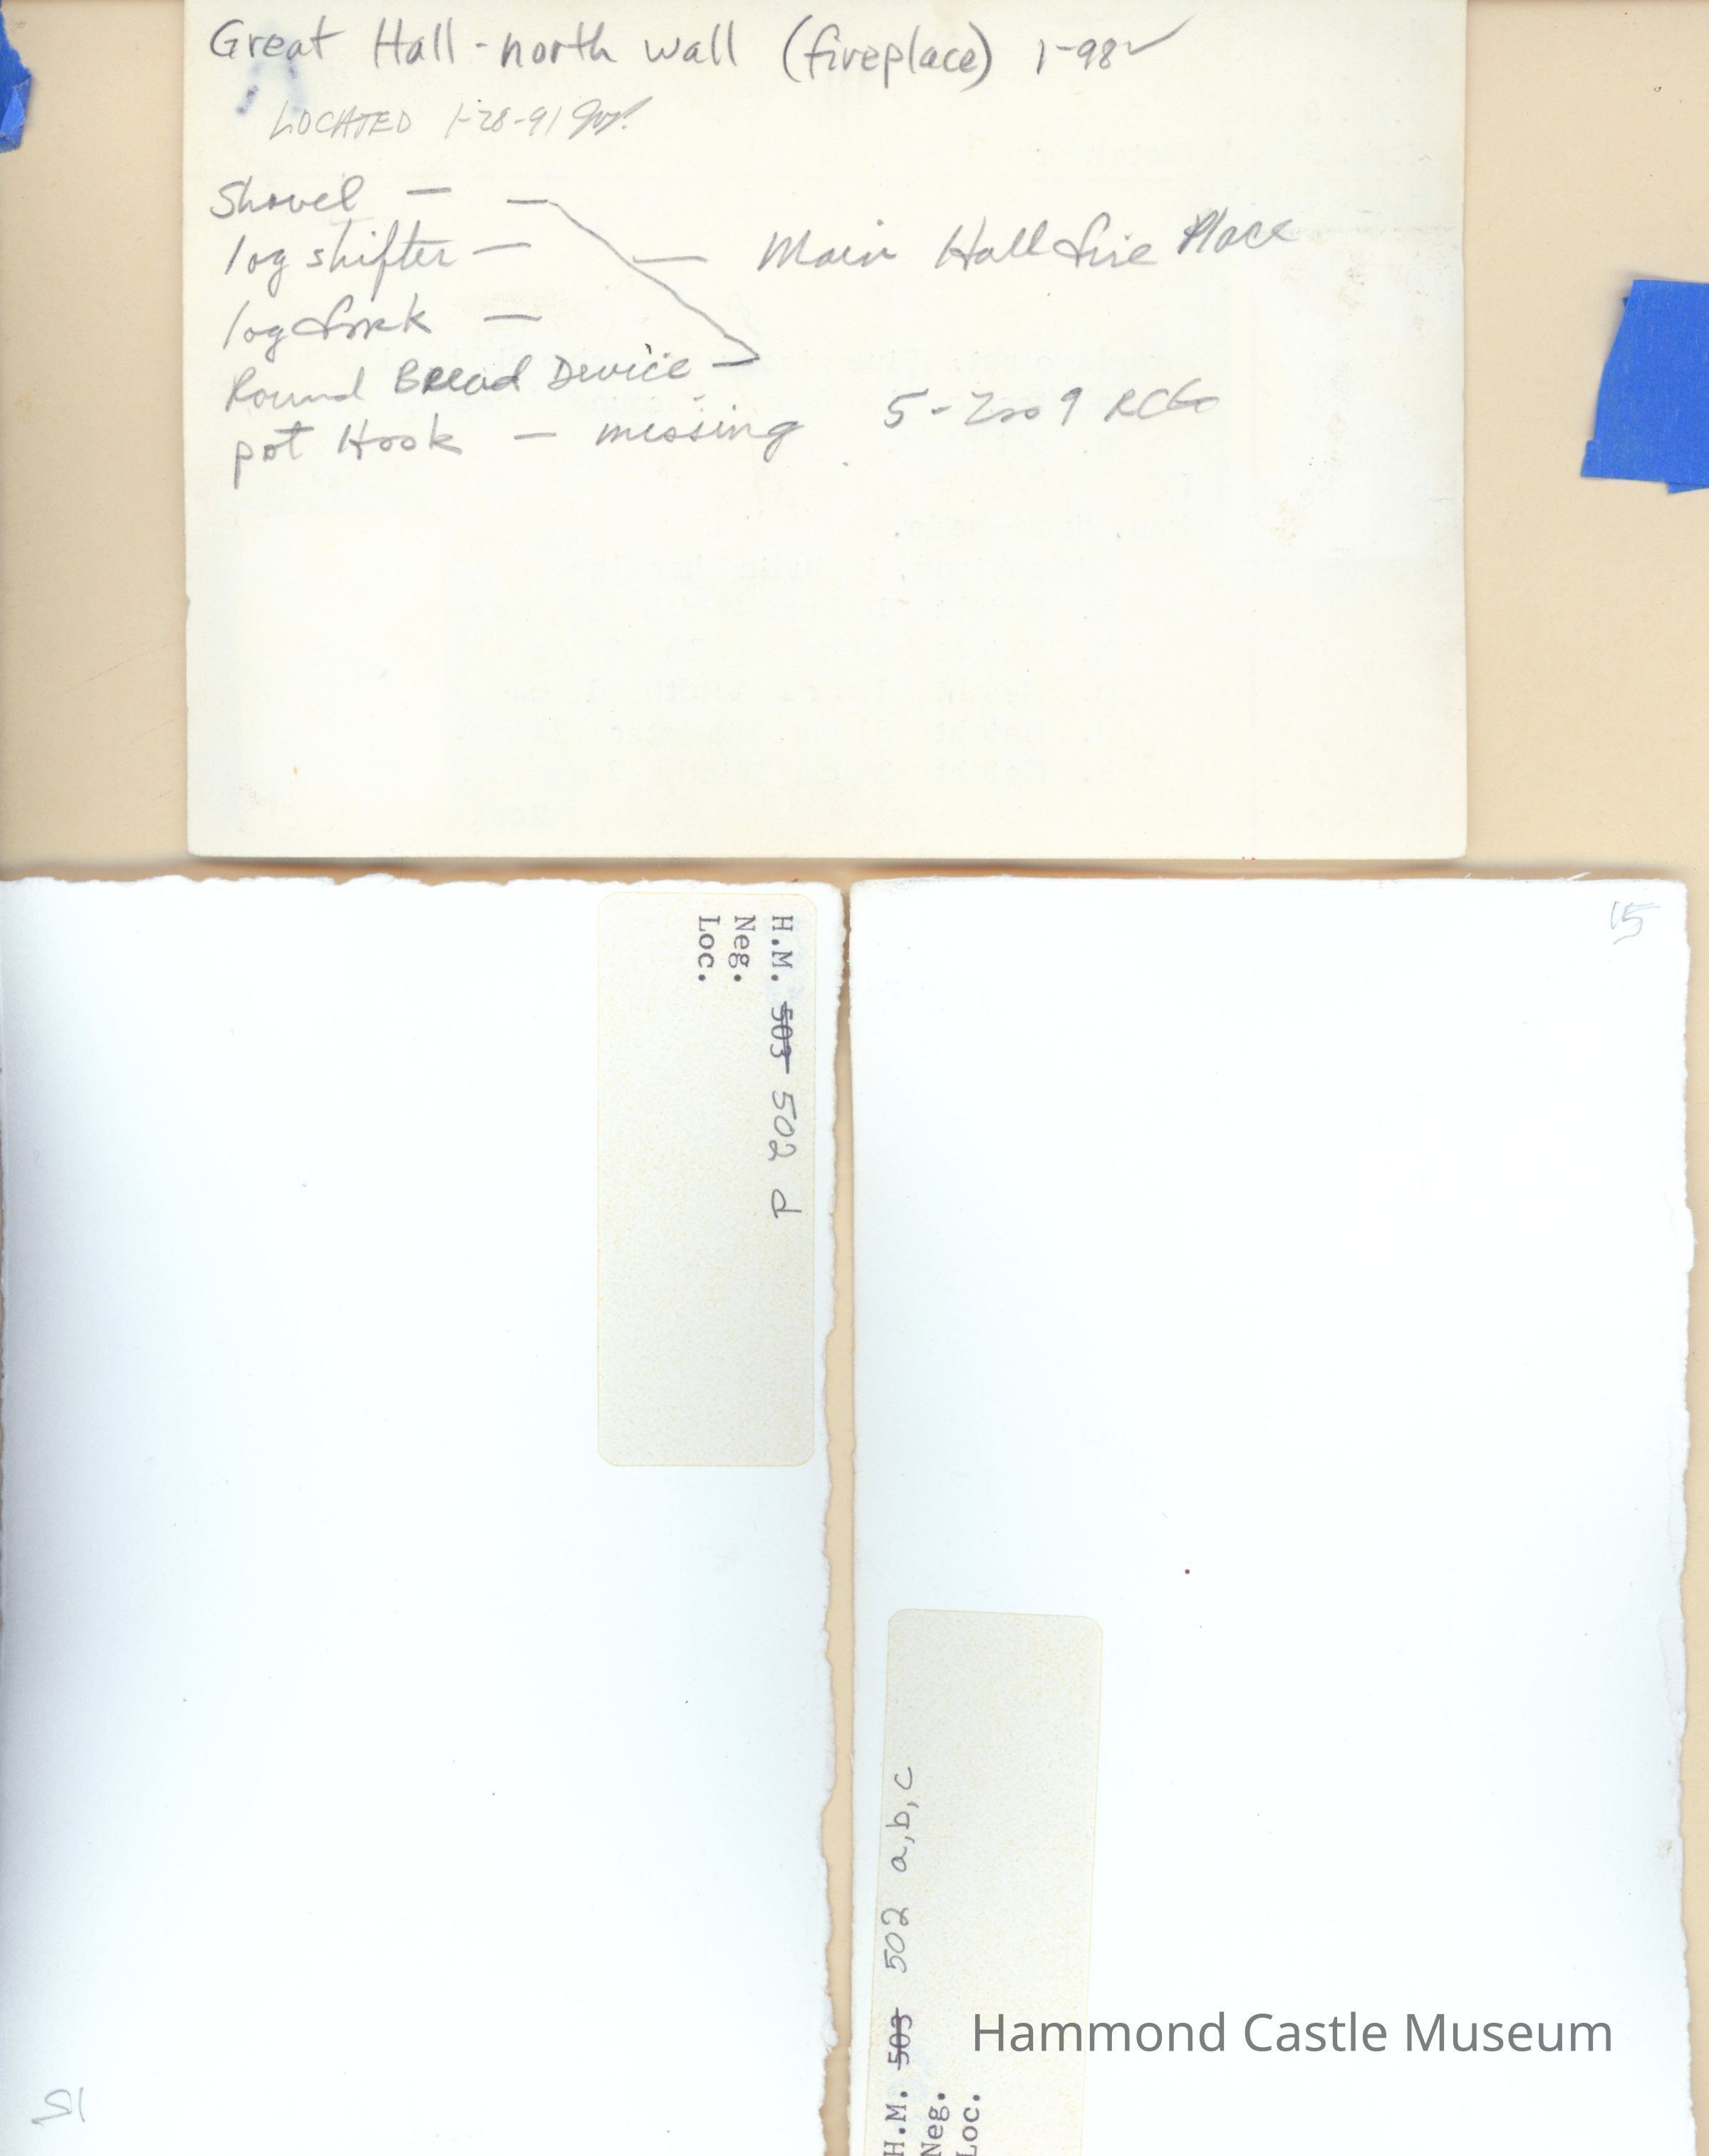 Great Hall - north wall (fireplace) 1-98 ✓
LOCATED 1-28-91
Shovel — —
log shifter — — Main Hall fire Place
log fork —
Round Bread Device —
pot Hook — missing 5-2009 RCG
H.M. 503 502 d
Neg.
Loc.
15
H.M. 503 502 a,b,c
Neg.
Loc.
Hammond Castle Museum